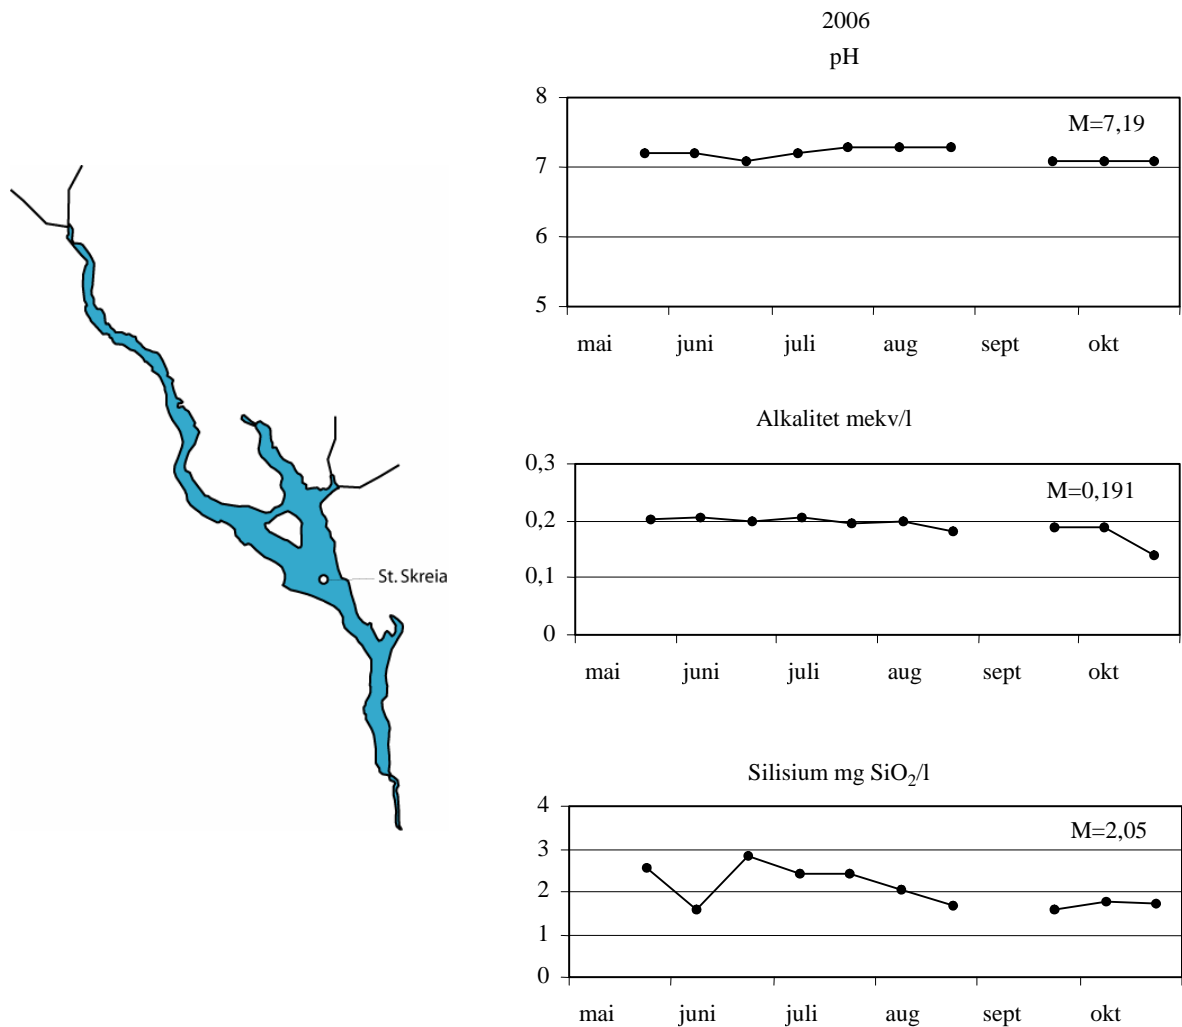 2006
pH
8
7
6
5
M=7,19
mai juni juli aug sept okt
Alkalitet mekv/l
0,3
0,2
0,1
0
M=0,191
mai juni juli aug sept okt
St. Skreia
Silisium mg SiO₂/l
4
3
2
1
0
M=2,05
mai juni juli aug sept okt